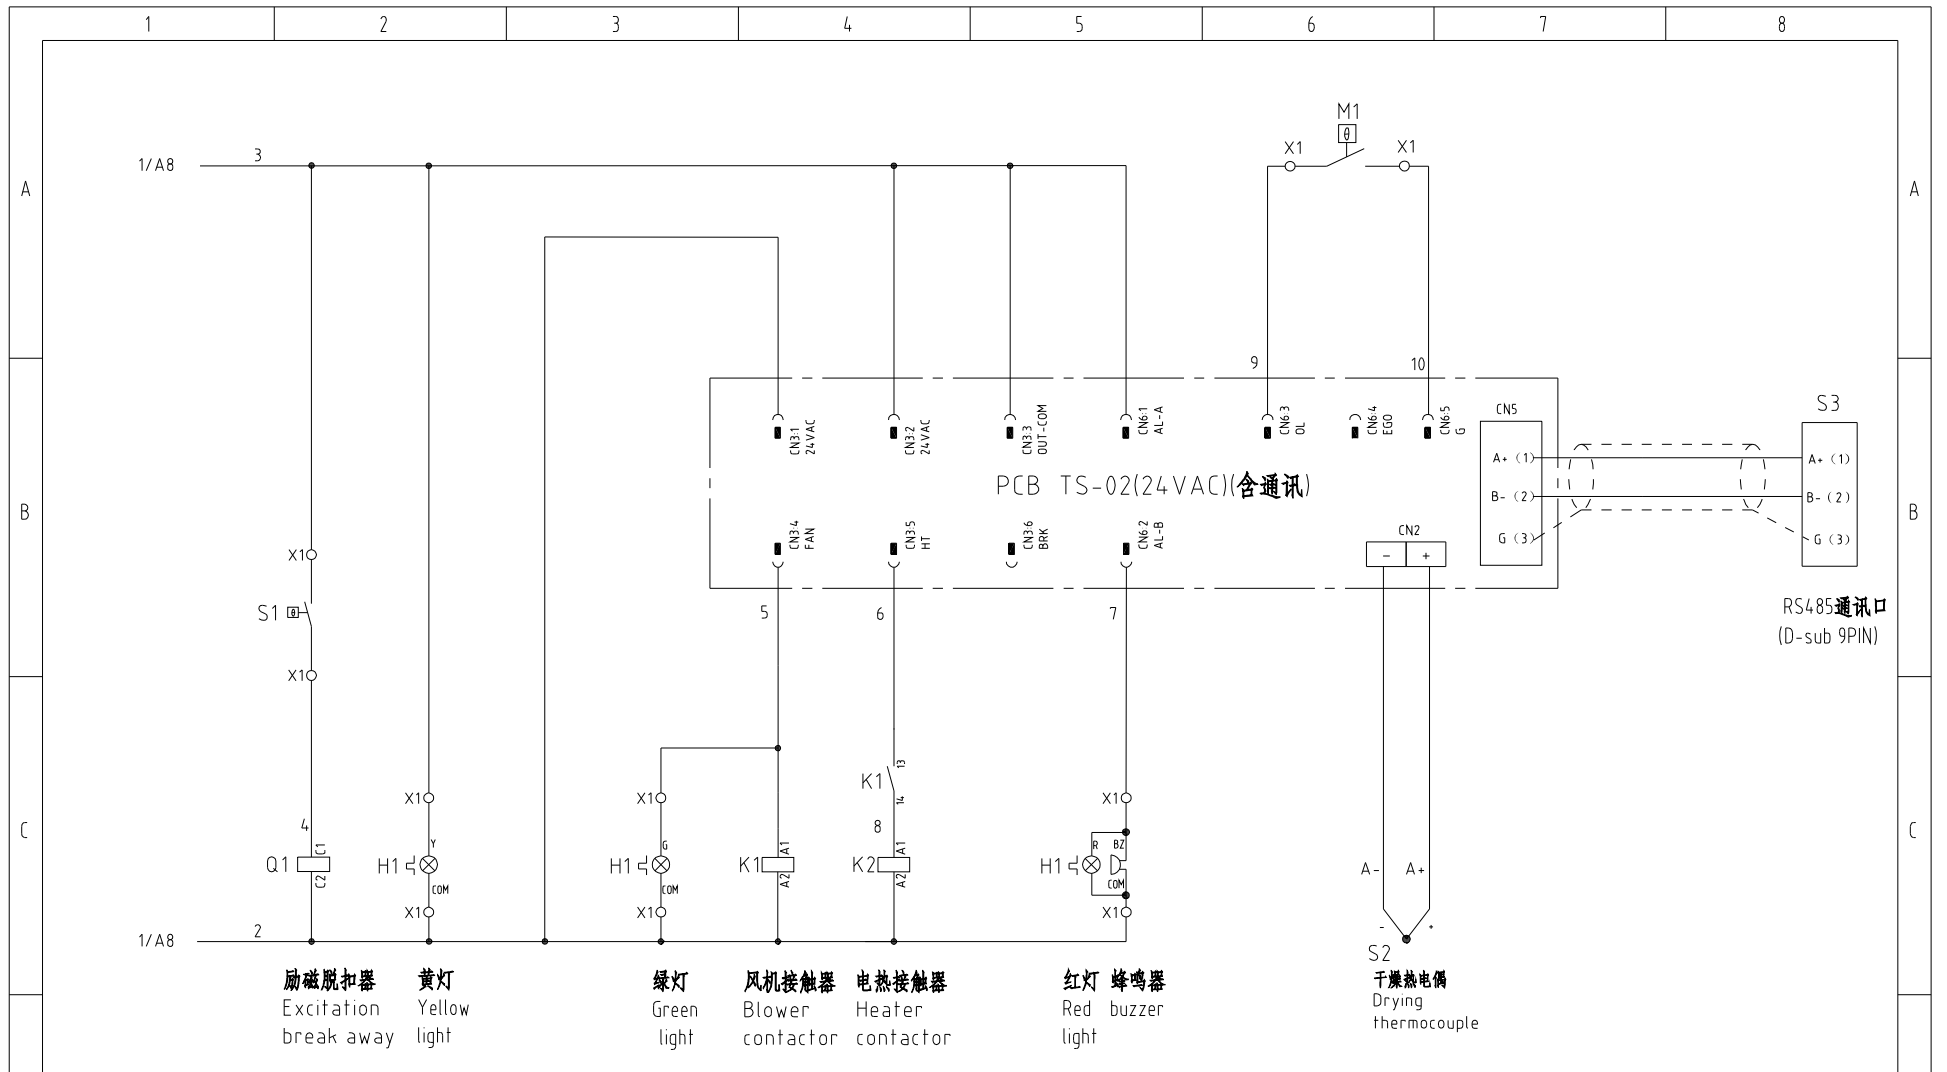 1 2 3 4 5 6 7 8
M1
θ
X1 X1
1/A8 3
A A
9 10
CN3:1
24VAC
CN3:2
24VAC
CN3:3
OUT-COM
CN6:1
AL-A
CN6:3
OL
CN6:4
EGO
CN6:5
G
CN5
S3
A+ (1) A+ (1)
PCB TS-02(24VAC)(含通讯)
B- (2) B- (2)
B B
CN3:4
FAN
CN3:5
HT
CN3:6
BRK
CN6:2
AL-B
CN2
- +
G (3) G (3)
X1
S1 θ
5 6 7
RS485通讯口
(D-sub 9PIN)
X1
K1 13
14
X1 X1 X1
4 8
C C
Q1 C1
C2
H1 Y
COM
H1 G
COM
K1 A1
A2
K2 A1
A2
H1 R BZ
COM
A- A+
X1 X1 X1
- +
1/A8 2
S2
励磁脱扣器 黄灯 绿灯 风机接触器 电热接触器 红灯 蜂鸣器 干燥热电偶
Excitation Yellow Green Blower Heater Red buzzer Drying
break away light light contactor contactor light thermocouple